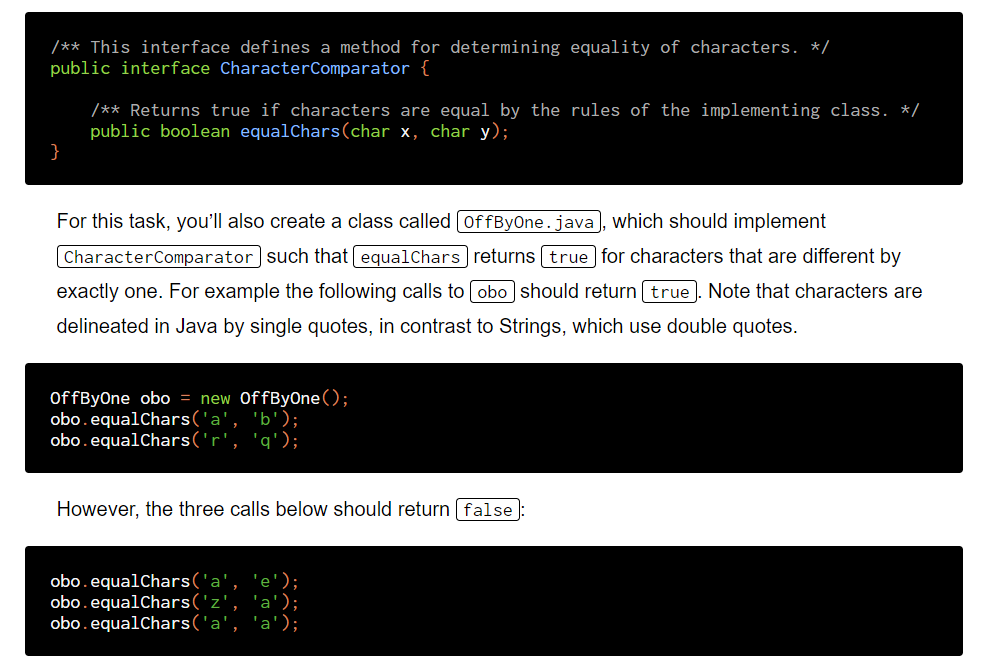 /** This interface defines a method for determining equality of characters. */
public interface CharacterComparator {
/** Returns true if characters are equal by the rules of the implementing class. */
public boolean equalChars(char x, char y);
}
For this task, you’ll also create a class called OffByOne.java, which should implement
CharacterComparator such that equalChars returns true for characters that are different by
exactly one. For example the following calls to obo should return true. Note that characters are
delineated in Java by single quotes, in contrast to Strings, which use double quotes.
OffByOne obo = new OffByOne();
obo.equalChars('a', 'b');
obo.equalChars('r', 'q');
However, the three calls below should return false:
obo.equalChars('a', 'e');
obo.equalChars('z', 'a');
obo.equalChars('a', 'a');